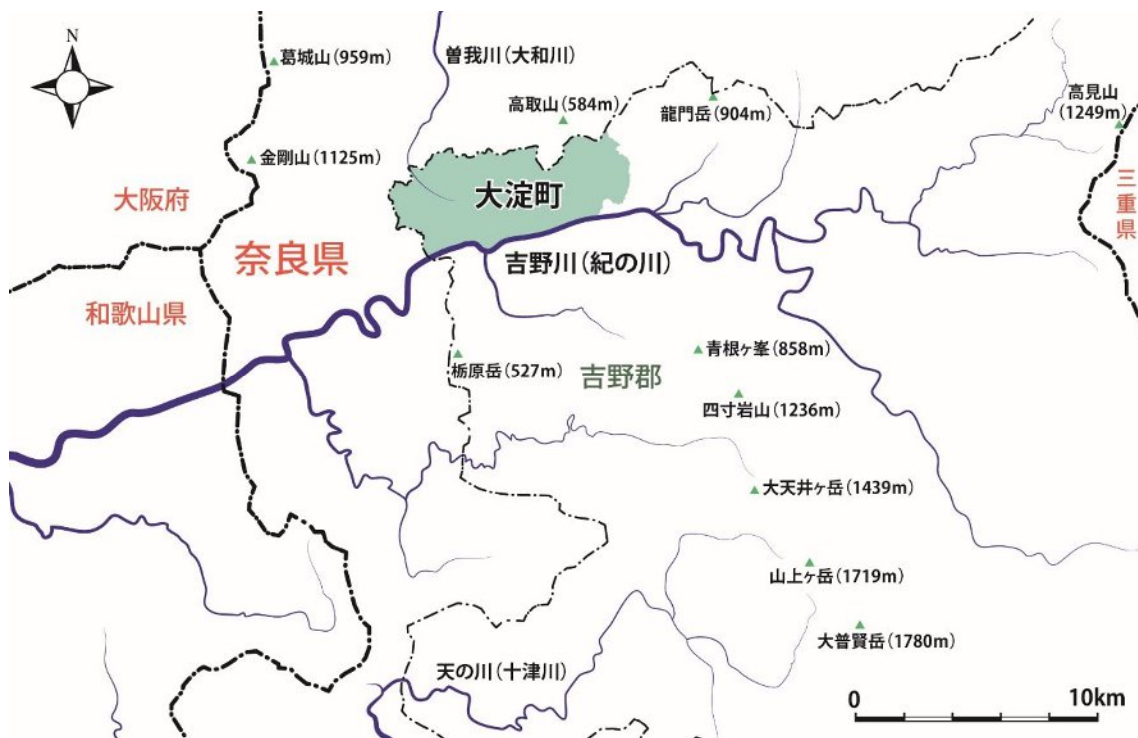 N
葛城山（959m）
曽我川（大和川）
高取山（584m）
龍門岳（904m）
高見山
（1249m）
金剛山（1125m）
大阪府
三重県
大淀町
奈良県
吉野川（紀の川）
和歌山県
栃原岳（527m）
吉野郡
青根ヶ峯（858m）
四寸岩山（1236m）
大天井ヶ岳（1439m）
山上ヶ岳（1719m）
大普賢岳（1780m）
天の川（十津川）
0
10km